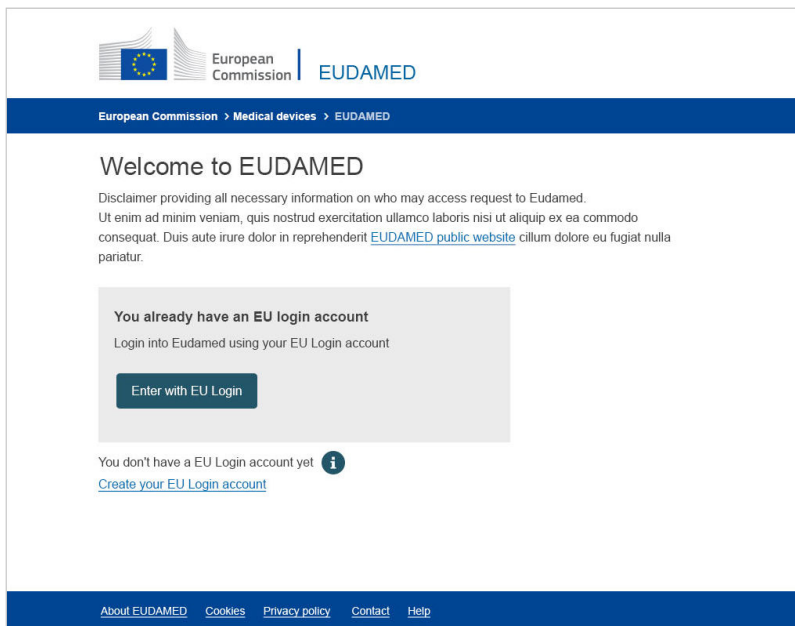 European
Commission
EUDAMED
European Commission > Medical devices > EUDAMED
Welcome to EUDAMED
Disclaimer providing all necessary information on who may access request to Eudamed.
Ut enim ad minim veniam, quis nostrud exercitation ullamco laboris nisi ut aliquip ex ea commodo
consequat. Duis aute irure dolor in reprehenderit EUDAMED public website cillum dolore eu fugiat nulla
pariatur.
You already have an EU login account
Login into Eudamed using your EU Login account
Enter with EU Login
You don't have a EU Login account yet i
Create your EU Login account
About EUDAMED Cookies Privacy policy Contact Help